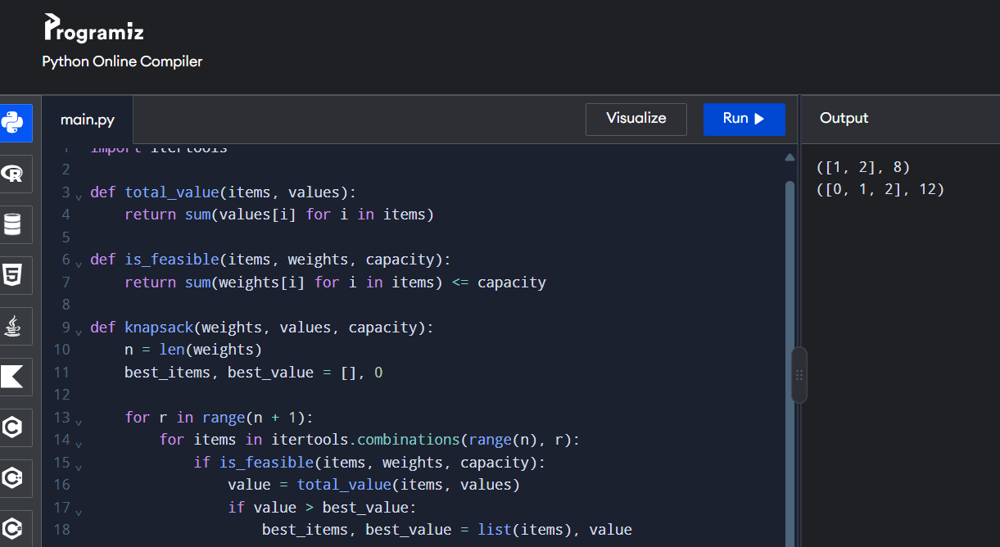 Programiz
Python Online Compiler
main.py
Visualize
Run
Output
1 import itertools
2
3 def total_value(items, values):
4     return sum(values[i] for i in items)
5
6 def is_feasible(items, weights, capacity):
7     return sum(weights[i] for i in items) <= capacity
8
9 def knapsack(weights, values, capacity):
10     n = len(weights)
11     best_items, best_value = [], 0
12
13     for r in range(n + 1):
14         for items in itertools.combinations(range(n), r):
15             if is_feasible(items, weights, capacity):
16                 value = total_value(items, values)
17                 if value > best_value:
18                     best_items, best_value = list(items), value
([1, 2], 8)
([0, 1, 2], 12)